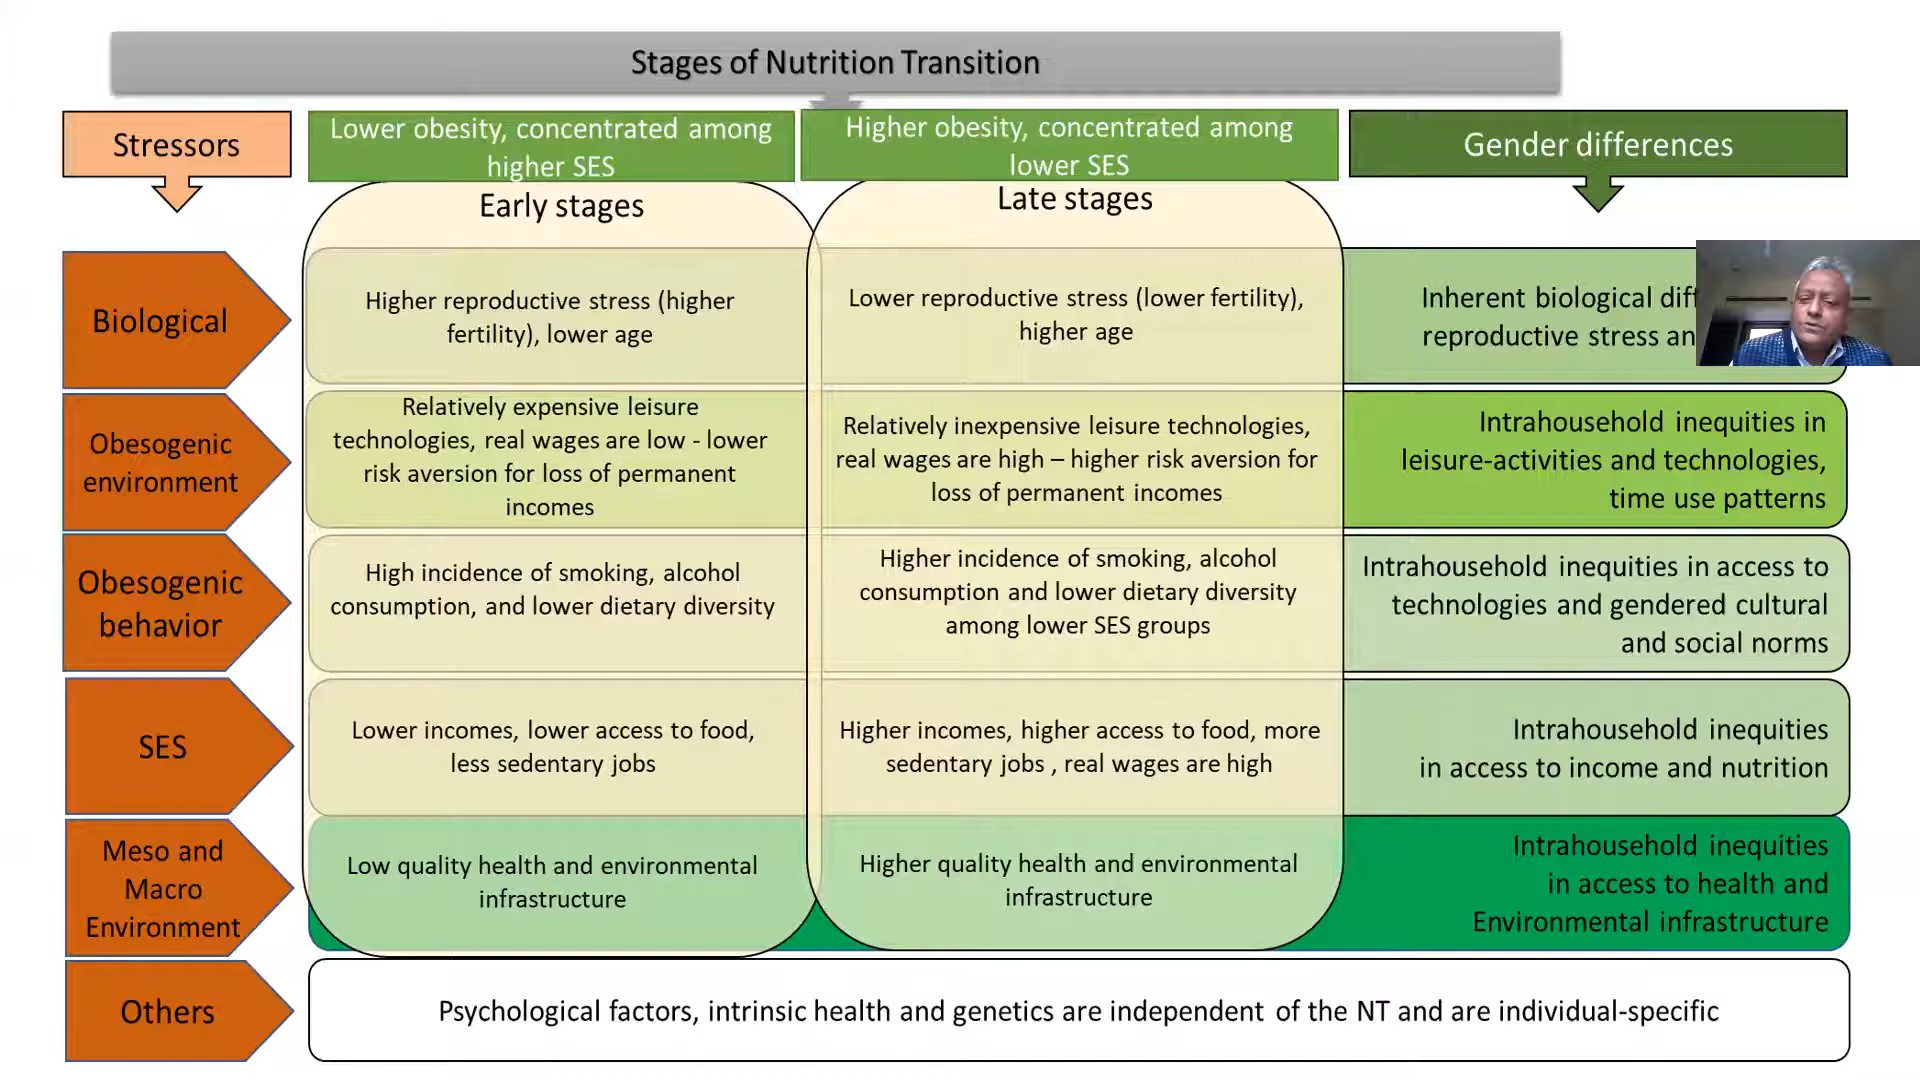 Stages of Nutrition Transition
Stressors
Lower obesity, concentrated among
higher SES
Higher obesity, concentrated among
lower SES
Gender differences
Early stages
Late stages
Biological
Higher reproductive stress (higher
fertility), lower age
Lower reproductive stress (lower fertility),
higher age
Inherent biological
reproductive stress
Obesogenic
environment
Relatively expensive leisure
technologies, real wages are low - lower
risk aversion for loss of permanent
incomes
Relatively inexpensive leisure technologies,
real wages are high – higher risk aversion for
loss of permanent incomes
Intrahousehold inequities in
leisure-activities and technologies,
time use patterns
Obesogenic
behavior
High incidence of smoking, alcohol
consumption, and lower dietary diversity
Higher incidence of smoking, alcohol
consumption and lower dietary diversity
among lower SES groups
Intrahousehold inequities in access to
technologies and gendered cultural
and social norms
SES
Lower incomes, lower access to food,
less sedentary jobs
Higher incomes, higher access to food, more
sedentary jobs , real wages are high
Intrahousehold inequities
in access to income and nutrition
Meso and
Macro
Environment
Low quality health and environmental
infrastructure
Higher quality health and environmental
infrastructure
Intrahousehold inequities
in access to health and
Environmental infrastructure
Others
Psychological factors, intrinsic health and genetics are independent of the NT and are individual-specific